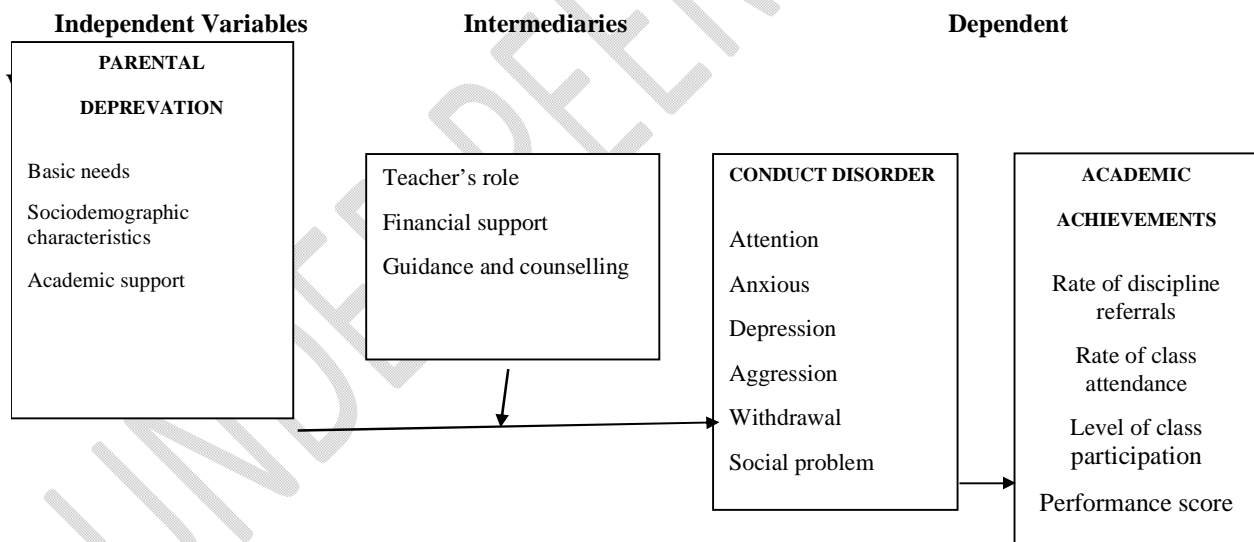 Independent Variables Intermediaries Dependent
PARENTAL
DEPREVATION
Basic needs
Sociodemographic
characteristics
Academic support
Teacher’s role
Financial support
Guidance and counselling
CONDUCT DISORDER
Attention
Anxious
Depression
Aggression
Withdrawal
Social problem
ACADEMIC
ACHIEVEMENTS
Rate of discipline
referrals
Rate of class
attendance
Level of class
participation
Performance score